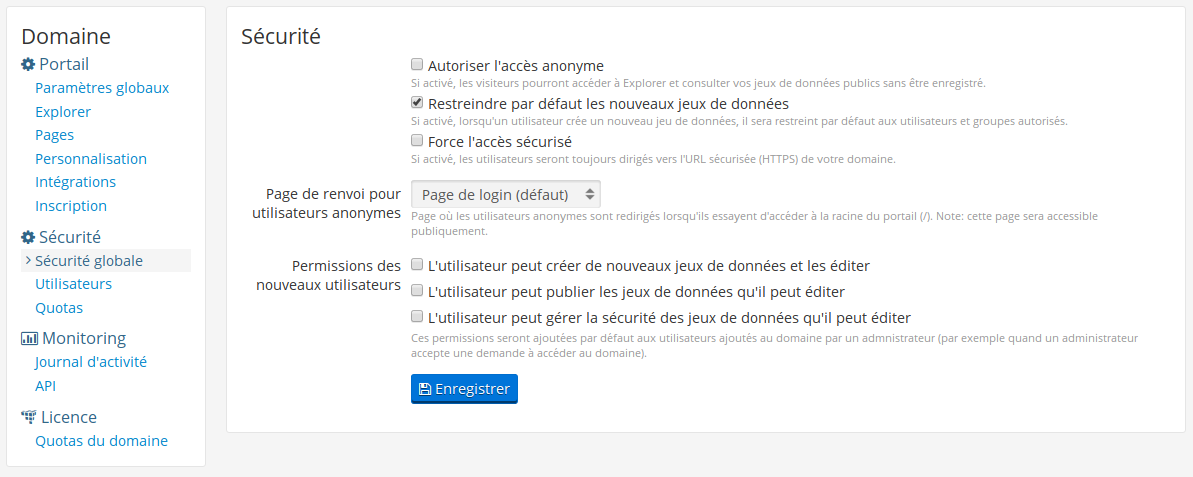 Domaine
Portail
Paramètres globaux
Explorer
Pages
Personnalisation
Intégrations
Inscription
Sécurité
Sécurité globale
Utilisateurs
Quotas
Monitoring
Journal d'activité
API
Licence
Quotas du domaine
Sécurité
Autoriser l'accès anonyme
Si activé, les visiteurs pourront accéder à Explorer et consulter vos jeux de données publics sans être enregistré.
Restreindre par défaut les nouveaux jeux de données
Si activé, lorsqu'un utilisateur crée un nouveau jeu de données, il sera restreint par défaut aux utilisateurs et groupes autorisés.
Force l'accès sécurisé
Si activé, les utilisateurs seront toujours dirigés vers l'URL sécurisée (HTTPS) de votre domaine.
Page de renvoi pour
utilisateurs anonymes
Page de login (défaut)
Page où les utilisateurs anonymes sont redirigés lorsqu'ils essayent d'accéder à la racine du portail (/). Note: cette page sera accessible
publiquement.
Permissions des
nouveaux utilisateurs
L'utilisateur peut créer de nouveaux jeux de données et les éditer
L'utilisateur peut publier les jeux de données qu'il peut éditer
L'utilisateur peut gérer la sécurité des jeux de données qu'il peut éditer
Ces permissions seront ajoutées par défaut aux utilisateurs ajoutés au domaine par un admnistrateur (par exemple quand un administrateur
accepte une demande à accéder au domaine).
Enregistrer